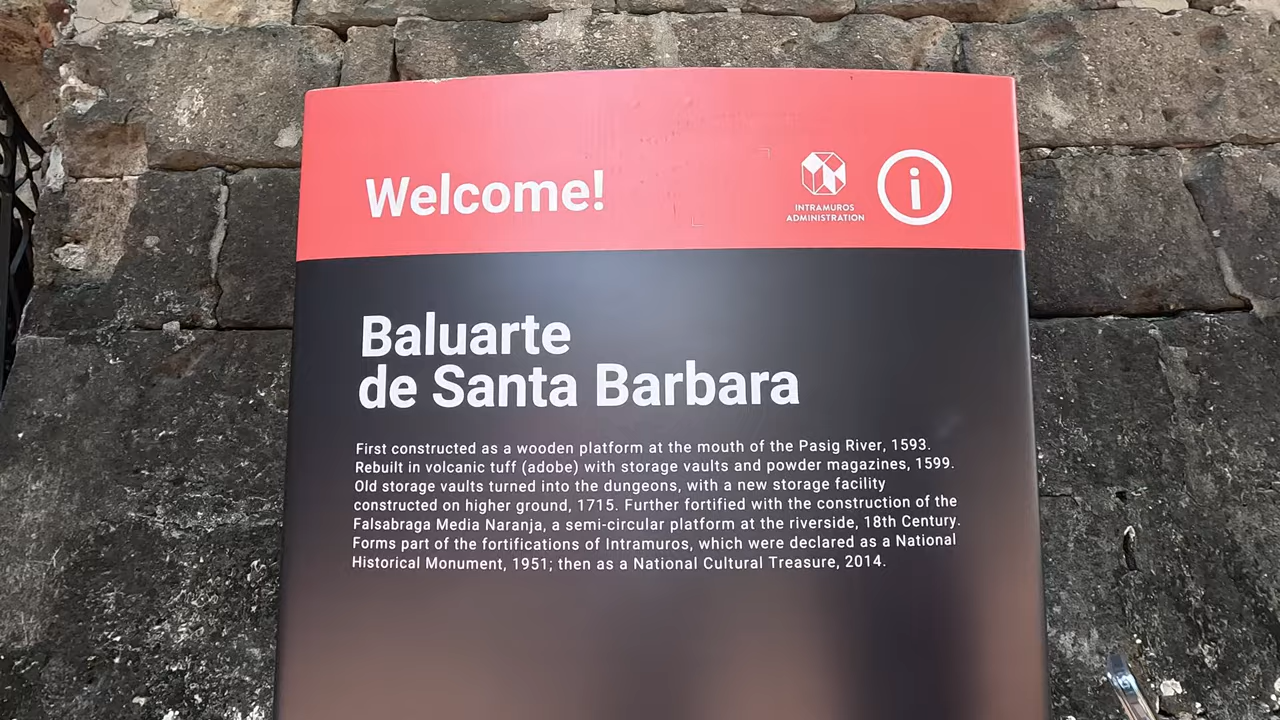 Welcome!
INTRAMUROS
ADMINISTRATION
i
Baluarte
de Santa Barbara
First constructed as a wooden platform at the mouth of the Pasig River, 1593.
Rebuilt in volcanic tuff (adobe) with storage vaults and powder magazines, 1599.
Old storage vaults turned into the dungeons, with a new storage facility
constructed on higher ground, 1715. Further fortified with the construction of the
Falsabraga Media Naranja, a semi-circular platform at the riverside, 18th Century.
Forms part of the fortifications of Intramuros, which were declared as a National
Historical Monument, 1951; then as a National Cultural Treasure, 2014.